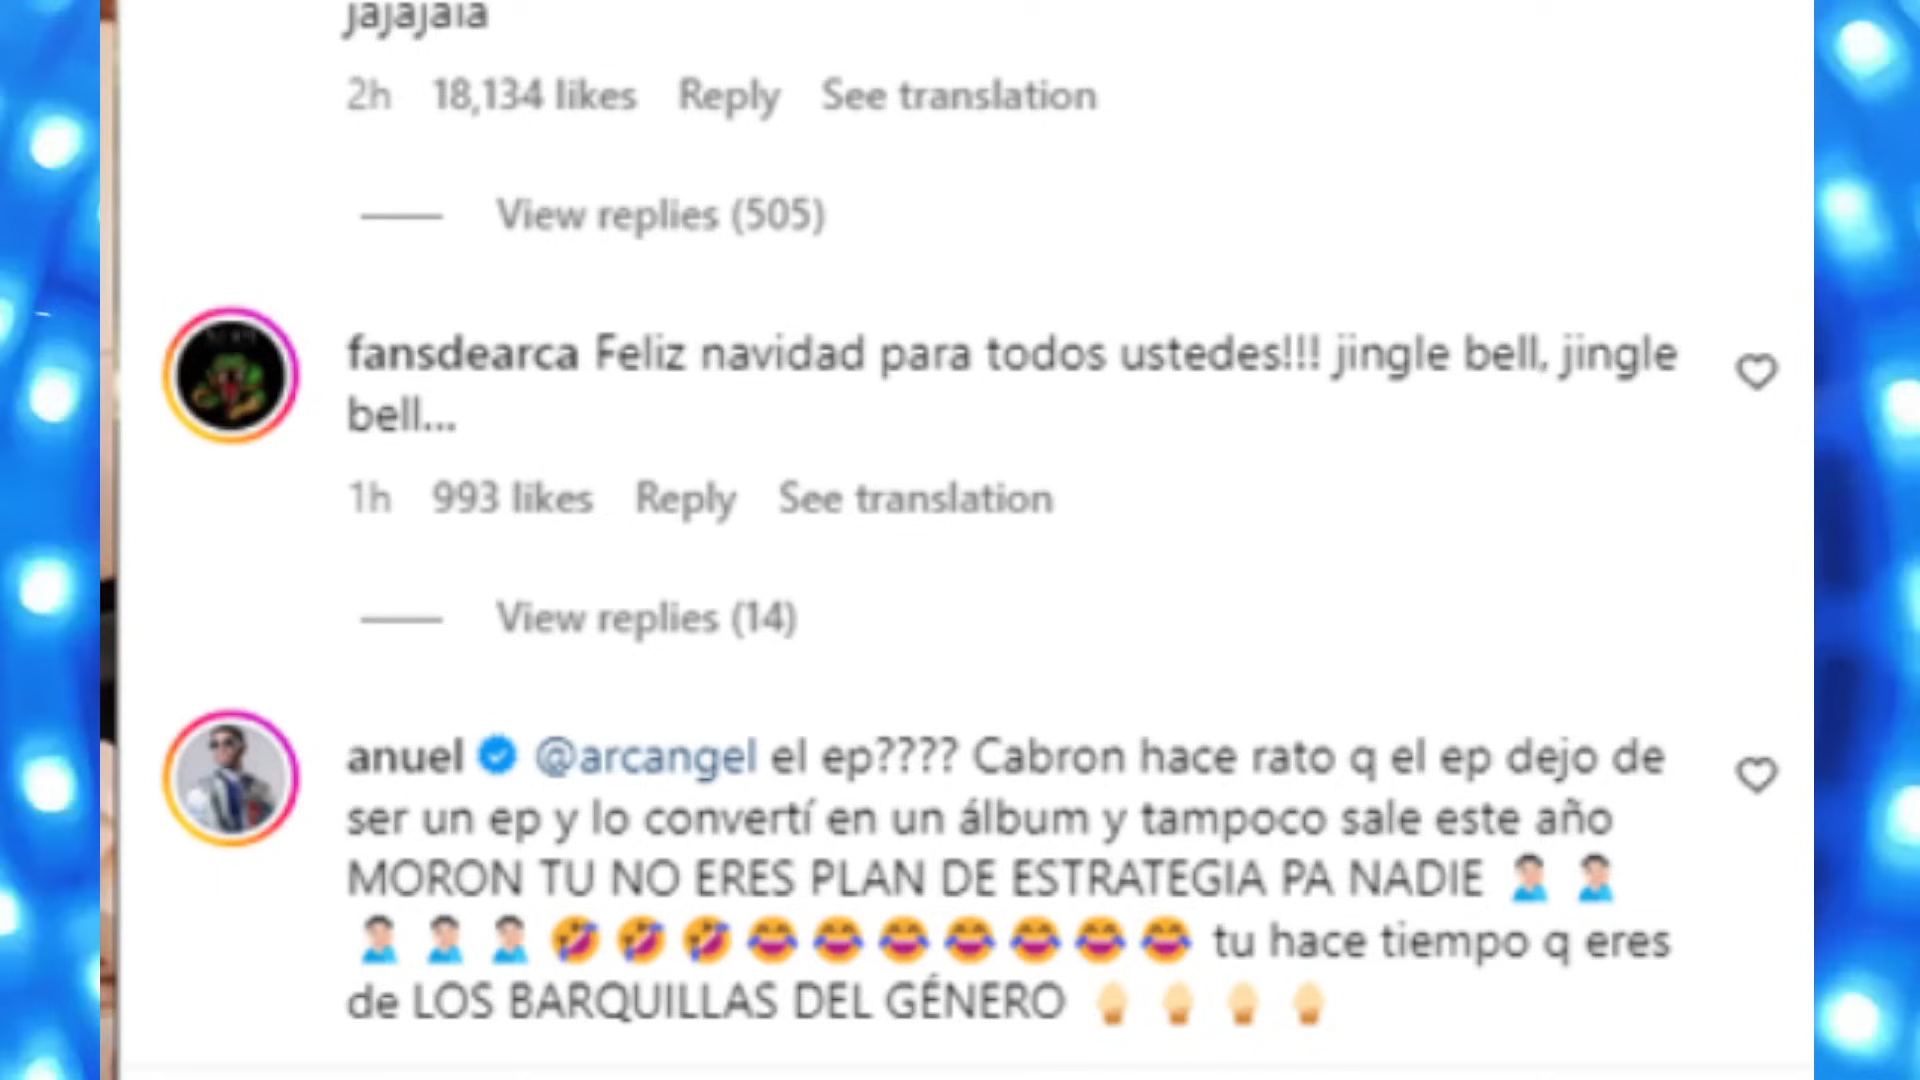 jajajaja
2h 18,134 likes Reply See translation
View replies (505)
fansdearca Feliz navidad para todos ustedes!!! jingle bell, jingle
bell...
1h 993 likes Reply See translation
View replies (14)
anuel @arcangel el ep???? Cabron hace rato q el ep dejo de
ser un ep y lo convertí en un álbum y tampoco sale este año
MORON TU NO ERES PLAN DE ESTRATEGIA PA NADIE 🤦🏻‍♂️ 🤦🏻‍♂️
🤦🏻‍♂️ 🤦🏻‍♂️ 🤦🏻‍♂️ 🤣 🤣 🤣 😂 😂 😂 😂 😂 😂 😂 tu hace tiempo q eres
de LOS BARQUILLAS DEL GÉNERO 🍦 🍦 🍦 🍦